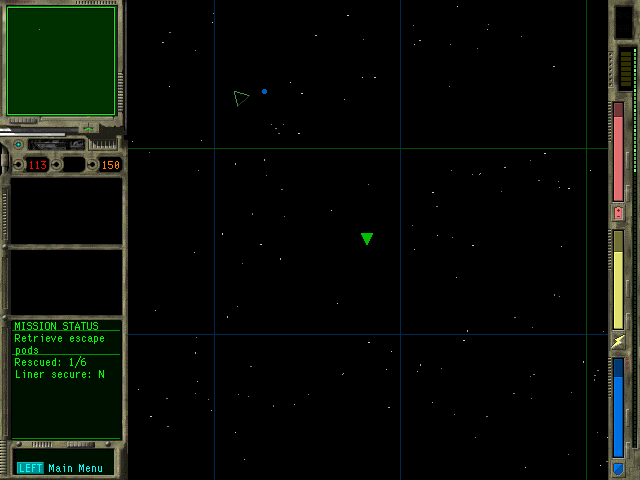 113 150
MISSION STATUS
Retrieve escape
pods
Rescued: 1/6
Liner secure: N
LEFT Main Menu